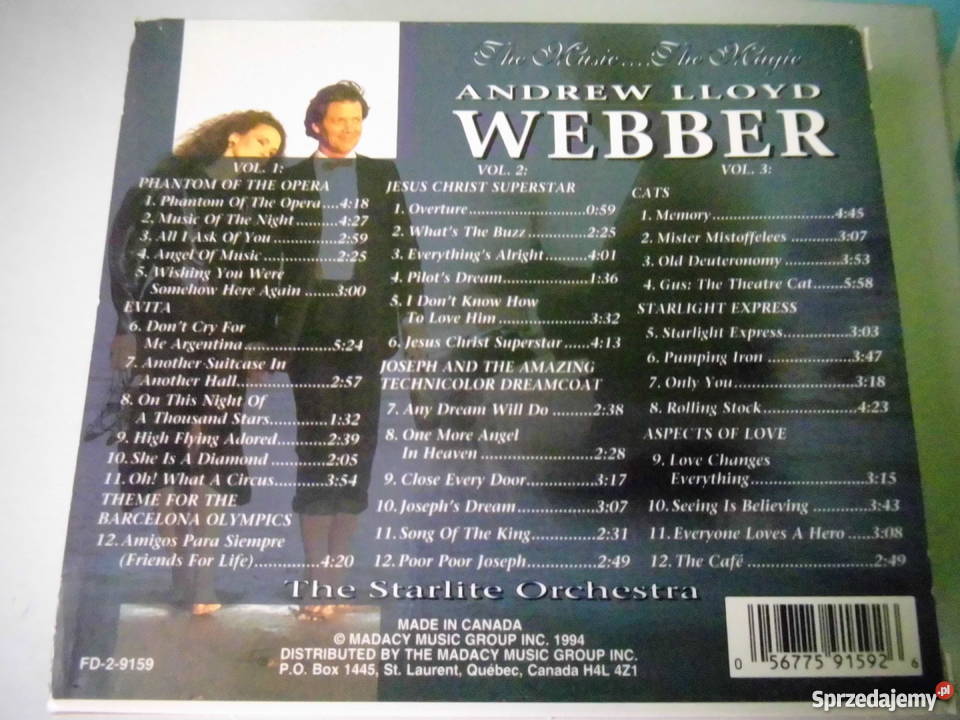 The Music....The Magic
ANDREW LLOYD
WEBBER
VOL. 1:
PHANTOM OF THE OPERA
1. Phantom Of The Opera....4:18
2. Music Of The Night.........4:27
3. All I Ask Of You..............2:59
4. Angel Of Music................2:25
5. Wishing You Were
Somehow Here Again .......3:00
EVITA
6. Don't Cry For
Me Argentina....................5:24
7. Another Suitcase In
Another Hall.....................2:57
8. On This Night Of
A Thousand Stars.............1:32
9. High Flying Adored..........2:39
10. She Is A Diamond ............2:05
11. Oh! What A Circus............3:54
THEME FOR THE
BARCELONA OLYMPICS
12. Amigos Para Siempre
(Friends For Life)..............4:20
VOL. 2:
JESUS CHRIST SUPERSTAR
1. Overture.........................0:59
2. What's The Buzz ..............2:25
3. Everything's Alright.........4:01
4. Pilot's Dream...................1:36
5. I Don't Know How
To Love Him....................3:32
6. Jesus Christ Superstar......4:13
JOSEPH AND THE AMAZING
TECHNICOLOR DREAMCOAT
7. Any Dream Will Do .........2:38
8. One More Angel
In Heaven ........................2:28
9. Close Every Door..............3:17
10. Joseph's Dream................3:07
11. Song Of The King.............2:31
12. Poor Poor Joseph..............2:49
VOL. 3:
CATS
1. Memory..........................4:45
2. Mister Mistoffelees ..........3:07
3. Old Deuteronomy ............3:53
4. Gus: The Theatre Cat.......5:58
STARLIGHT EXPRESS
5. Starlight Express..............3:03
6. Pumping Iron ..................3:47
7. Only You.........................3:18
8. Rolling Stock...................4:23
ASPECTS OF LOVE
9. Love Changes
Everything.......................3:15
10. Seeing Is Believing ..........3:43
11. Everyone Loves A Hero ....3:08
12. The Café .........................2:49
The Starlite Orchestra
MADE IN CANADA
© MADACY MUSIC GROUP INC. 1994
DISTRIBUTED BY THE MADACY MUSIC GROUP INC.
P.O. Box 1445, St. Laurent, Québec, Canada H4L 4Z1
FD-2-9159
0 56775 91592 6
Sprzedajemy.pl